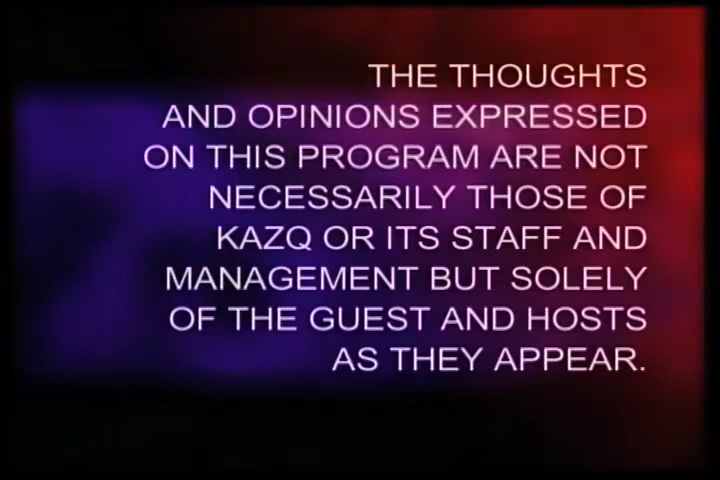 THE THOUGHTS
AND OPINIONS EXPRESSED
ON THIS PROGRAM ARE NOT
NECESSARILY THOSE OF
KAZQ OR ITS STAFF AND
MANAGEMENT BUT SOLELY
OF THE GUEST AND HOSTS
AS THEY APPEAR.